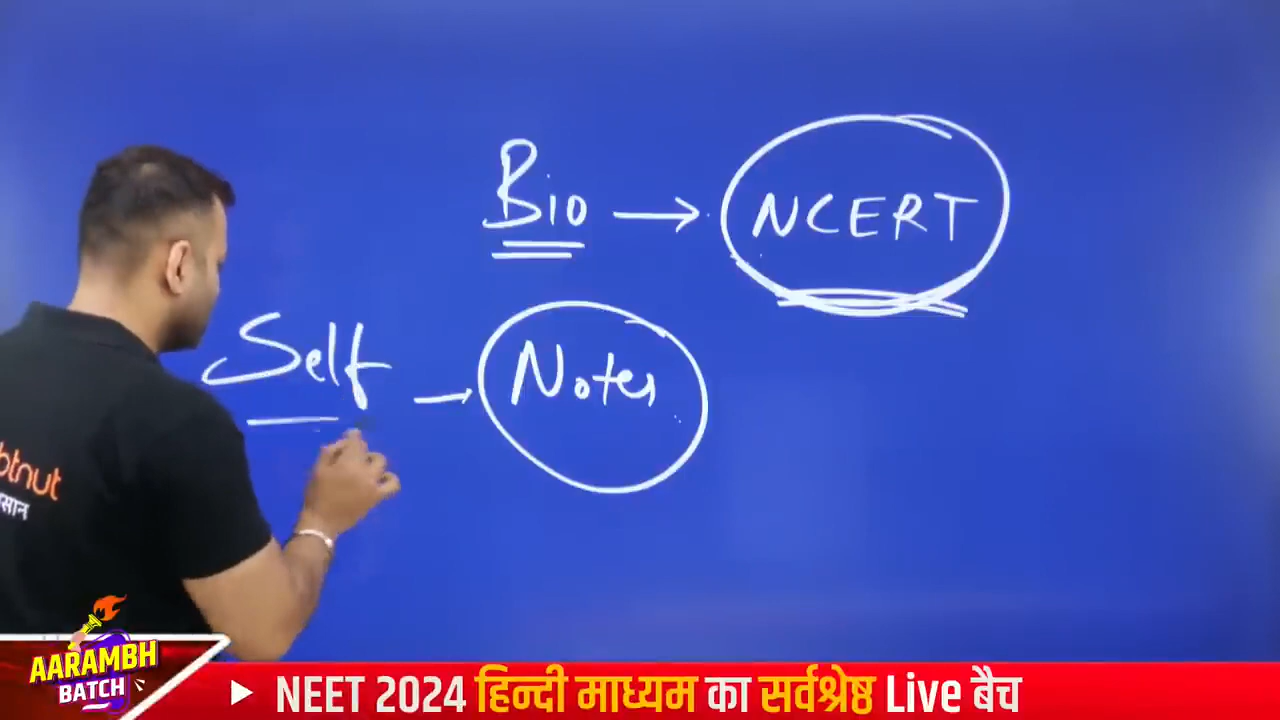 Bio → NCERT
Self → Notes
btnut
सान
AARAMBH
BATCH
NEET 2024 हिन्दी माध्यम का सर्वश्रेष्ठ Live बैच